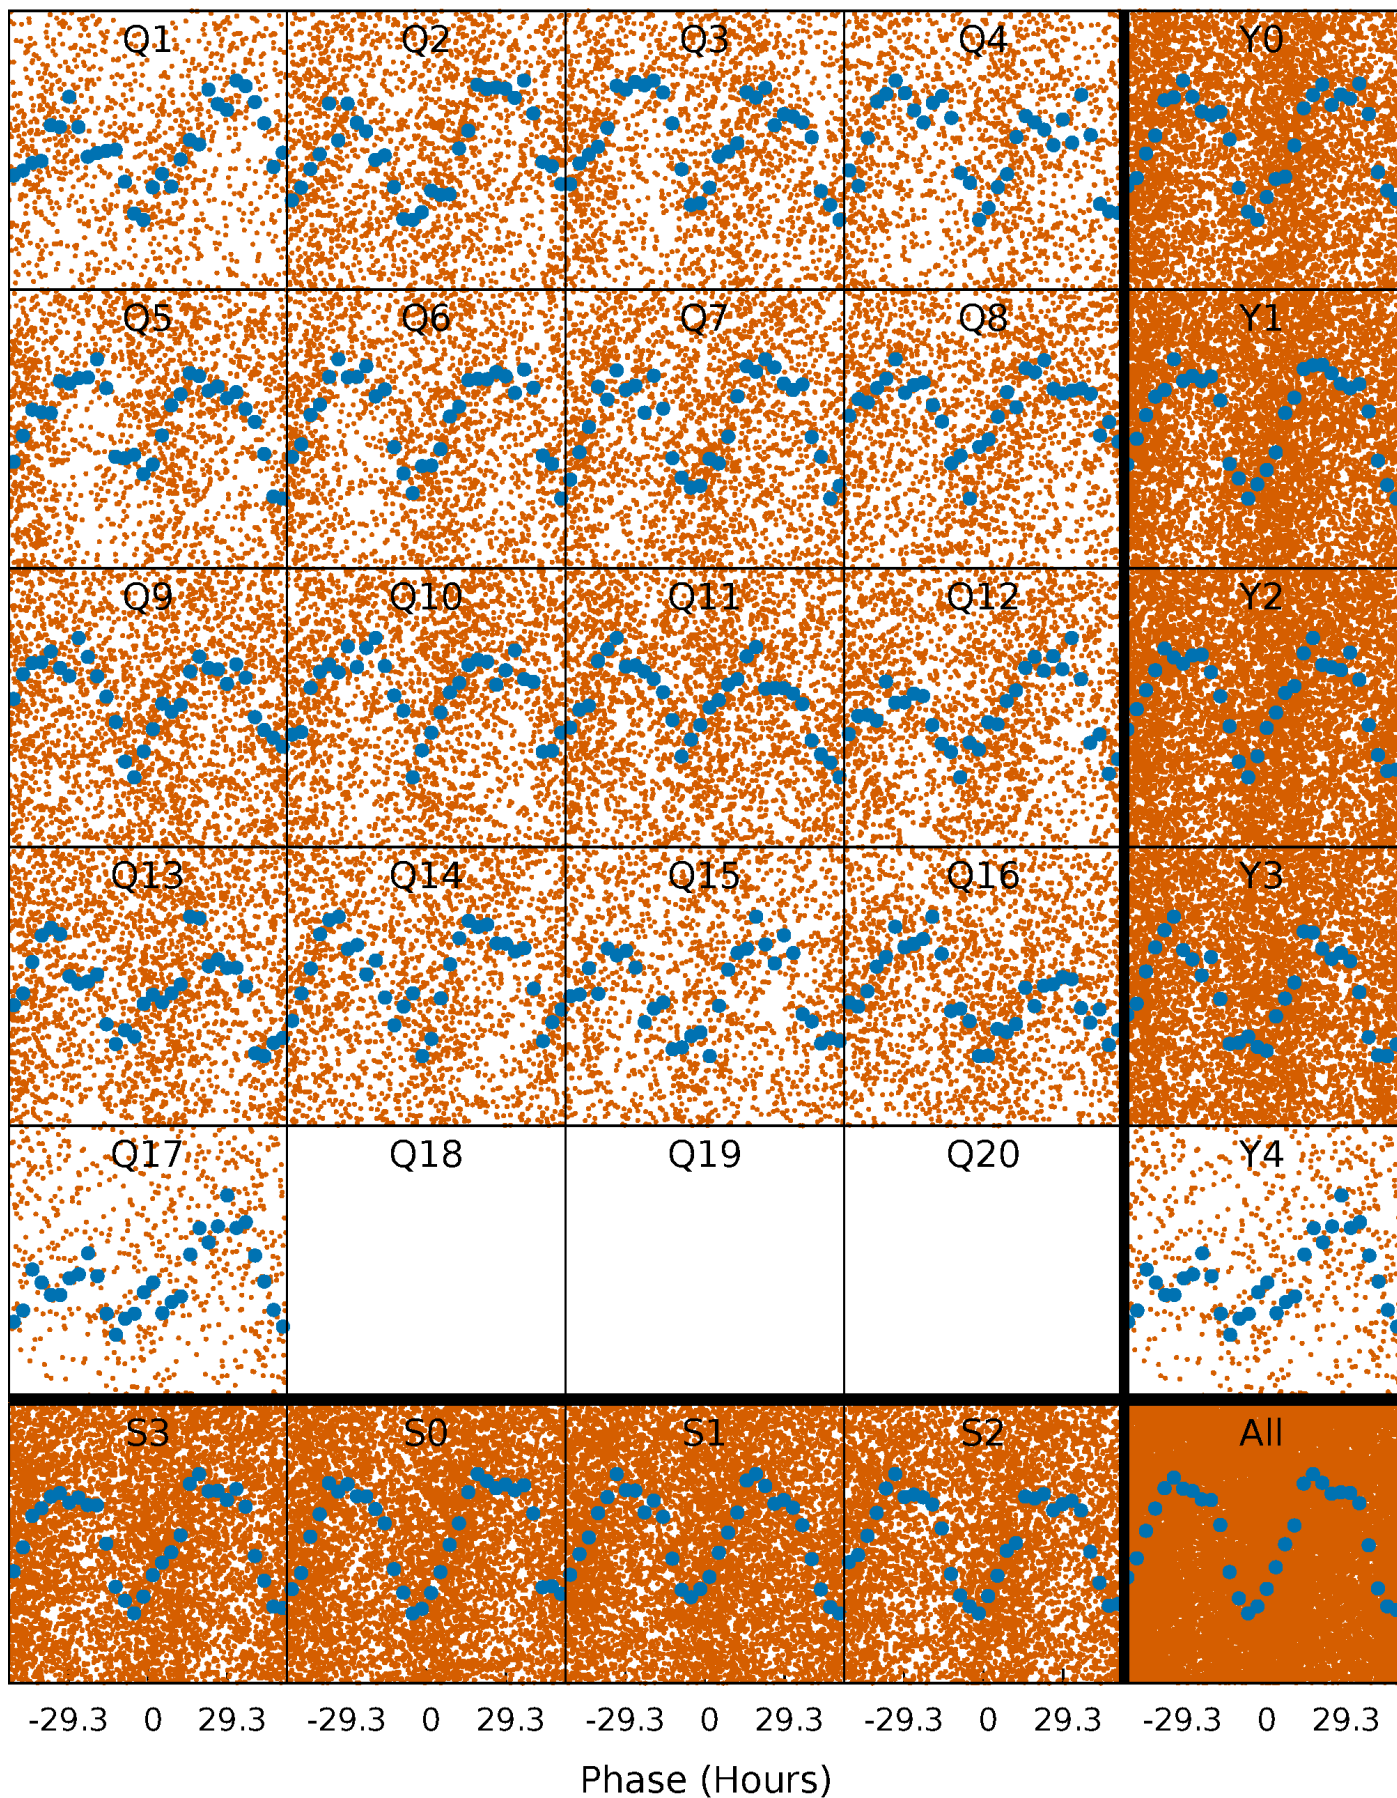 Q1 Q2 Q3 Q4 Y0
Q5 Q6 Q7 Q8 Y1
Q9 Q10 Q11 Q12 Y2
Q13 Q14 Q15 Q16 Y3
Q17 Q18 Q19 Q20 Y4
S3 S0 S1 S2 All
-29.3 0 29.3 -29.3 0 29.3 -29.3 0 29.3 -29.3 0 29.3 -29.3 0 29.3
Phase (Hours)